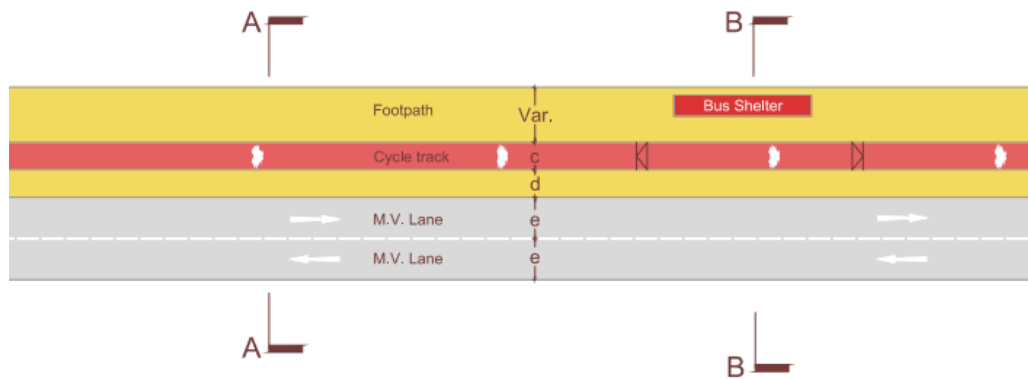 A
B
Footpath
Var.
Bus Shelter
Cycle track
c
d
M.V. Lane
e
M.V. Lane
e
A
B